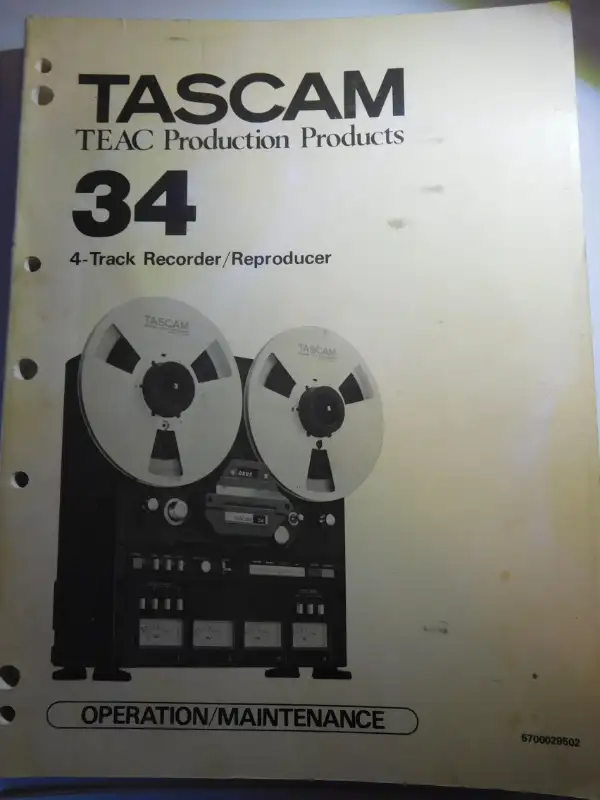 TASCAM
TEAC Production Products
34
4-Track Recorder/Reproducer
TASCAM
TASCAM
OPERATION/MAINTENANCE
5700029502